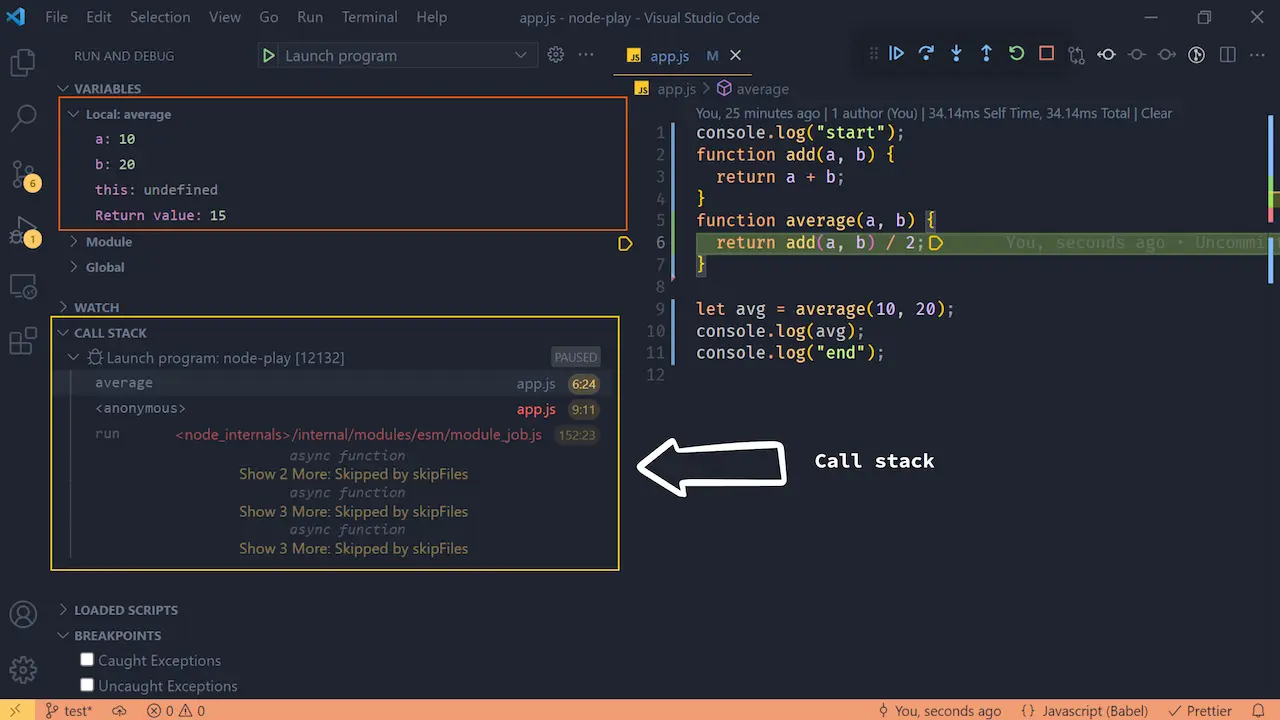 File Edit Selection View Go Run Terminal Help app.js - node-play - Visual Studio Code
RUN AND DEBUG Launch program
VARIABLES
Local: average
a: 10
b: 20
this: undefined
Return value: 15
Module
Global
WATCH
CALL STACK
Launch program: node-play [12132] PAUSED
average app.js 6:24
<anonymous> app.js 9:11
run <node_internals>/internal/modules/esm/module_job.js 152:23
async function
Show 2 More: Skipped by skipFiles
async function
Show 3 More: Skipped by skipFiles
async function
Show 3 More: Skipped by skipFiles
LOADED SCRIPTS
BREAKPOINTS
Caught Exceptions
Uncaught Exceptions
6
1
JS app.js M
JS app.js > average
You, 25 minutes ago | 1 author (You) | 34.14ms Self Time, 34.14ms Total | Clear
1 console.log("start");
2 function add(a, b) {
3 return a + b;
4 }
5 function average(a, b) {
6 return add(a, b) / 2; You, seconds ago • Uncommi
7 }
8
9 let avg = average(10, 20);
10 console.log(avg);
11 console.log("end");
12
Call stack
test* 0 0 You, seconds ago {} Javascript (Babel) Prettier